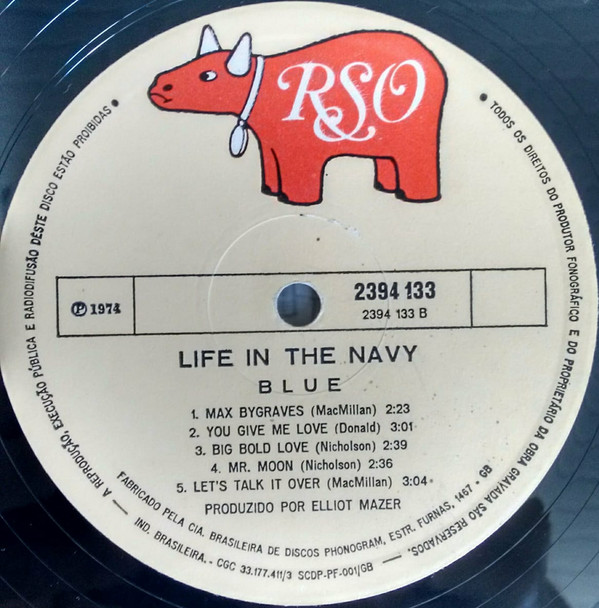 RSO
℗ 1974
2394 133
2394 133 B
LIFE IN THE NAVY
BLUE
1. MAX BYGRAVES (MacMillan) 2:23
2. YOU GIVE ME LOVE (Donald) 3:01
3. BIG BOLD LOVE (Nicholson) 2:39
4. MR. MOON (Nicholson) 2:36
5. LET'S TALK IT OVER (MacMillan) 3:04
PRODUZIDO POR ELLIOT MAZER
FABRICADO PELA CIA. BRASILEIRA DE DISCOS PHONOGRAM, ESTR. FURNAS, 1467 - GB
IND. BRASILEIRA. - CGC 33.177.411/3 SCDP-PF-001/GB
• TODOS OS DIREITOS DO PRODUTOR FONOGRÁFICO E DO PROPRIETÁRIO DA OBRA GRAVADA SÃO RESERVADOS. —
— A REPRODUÇÃO, EXECUÇÃO PÚBLICA E RADIODIFUSÃO DÊSTE DISCO ESTÃO PROIBIDAS •